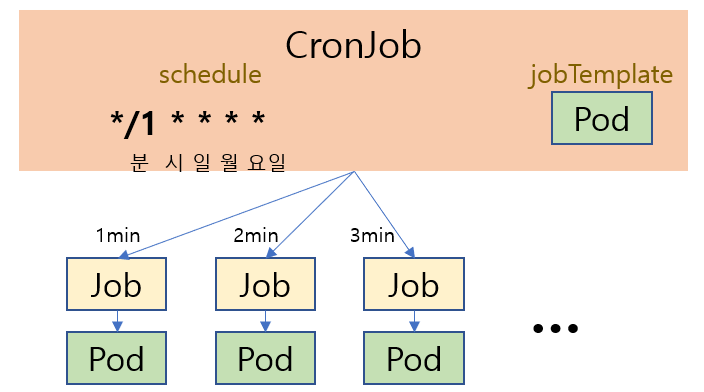 CronJob
schedule
jobTemplate
*/1 * * * *
Pod
분 시 일 월 요일
1min
2min
3min
Job
Job
Job
•••
Pod
Pod
Pod